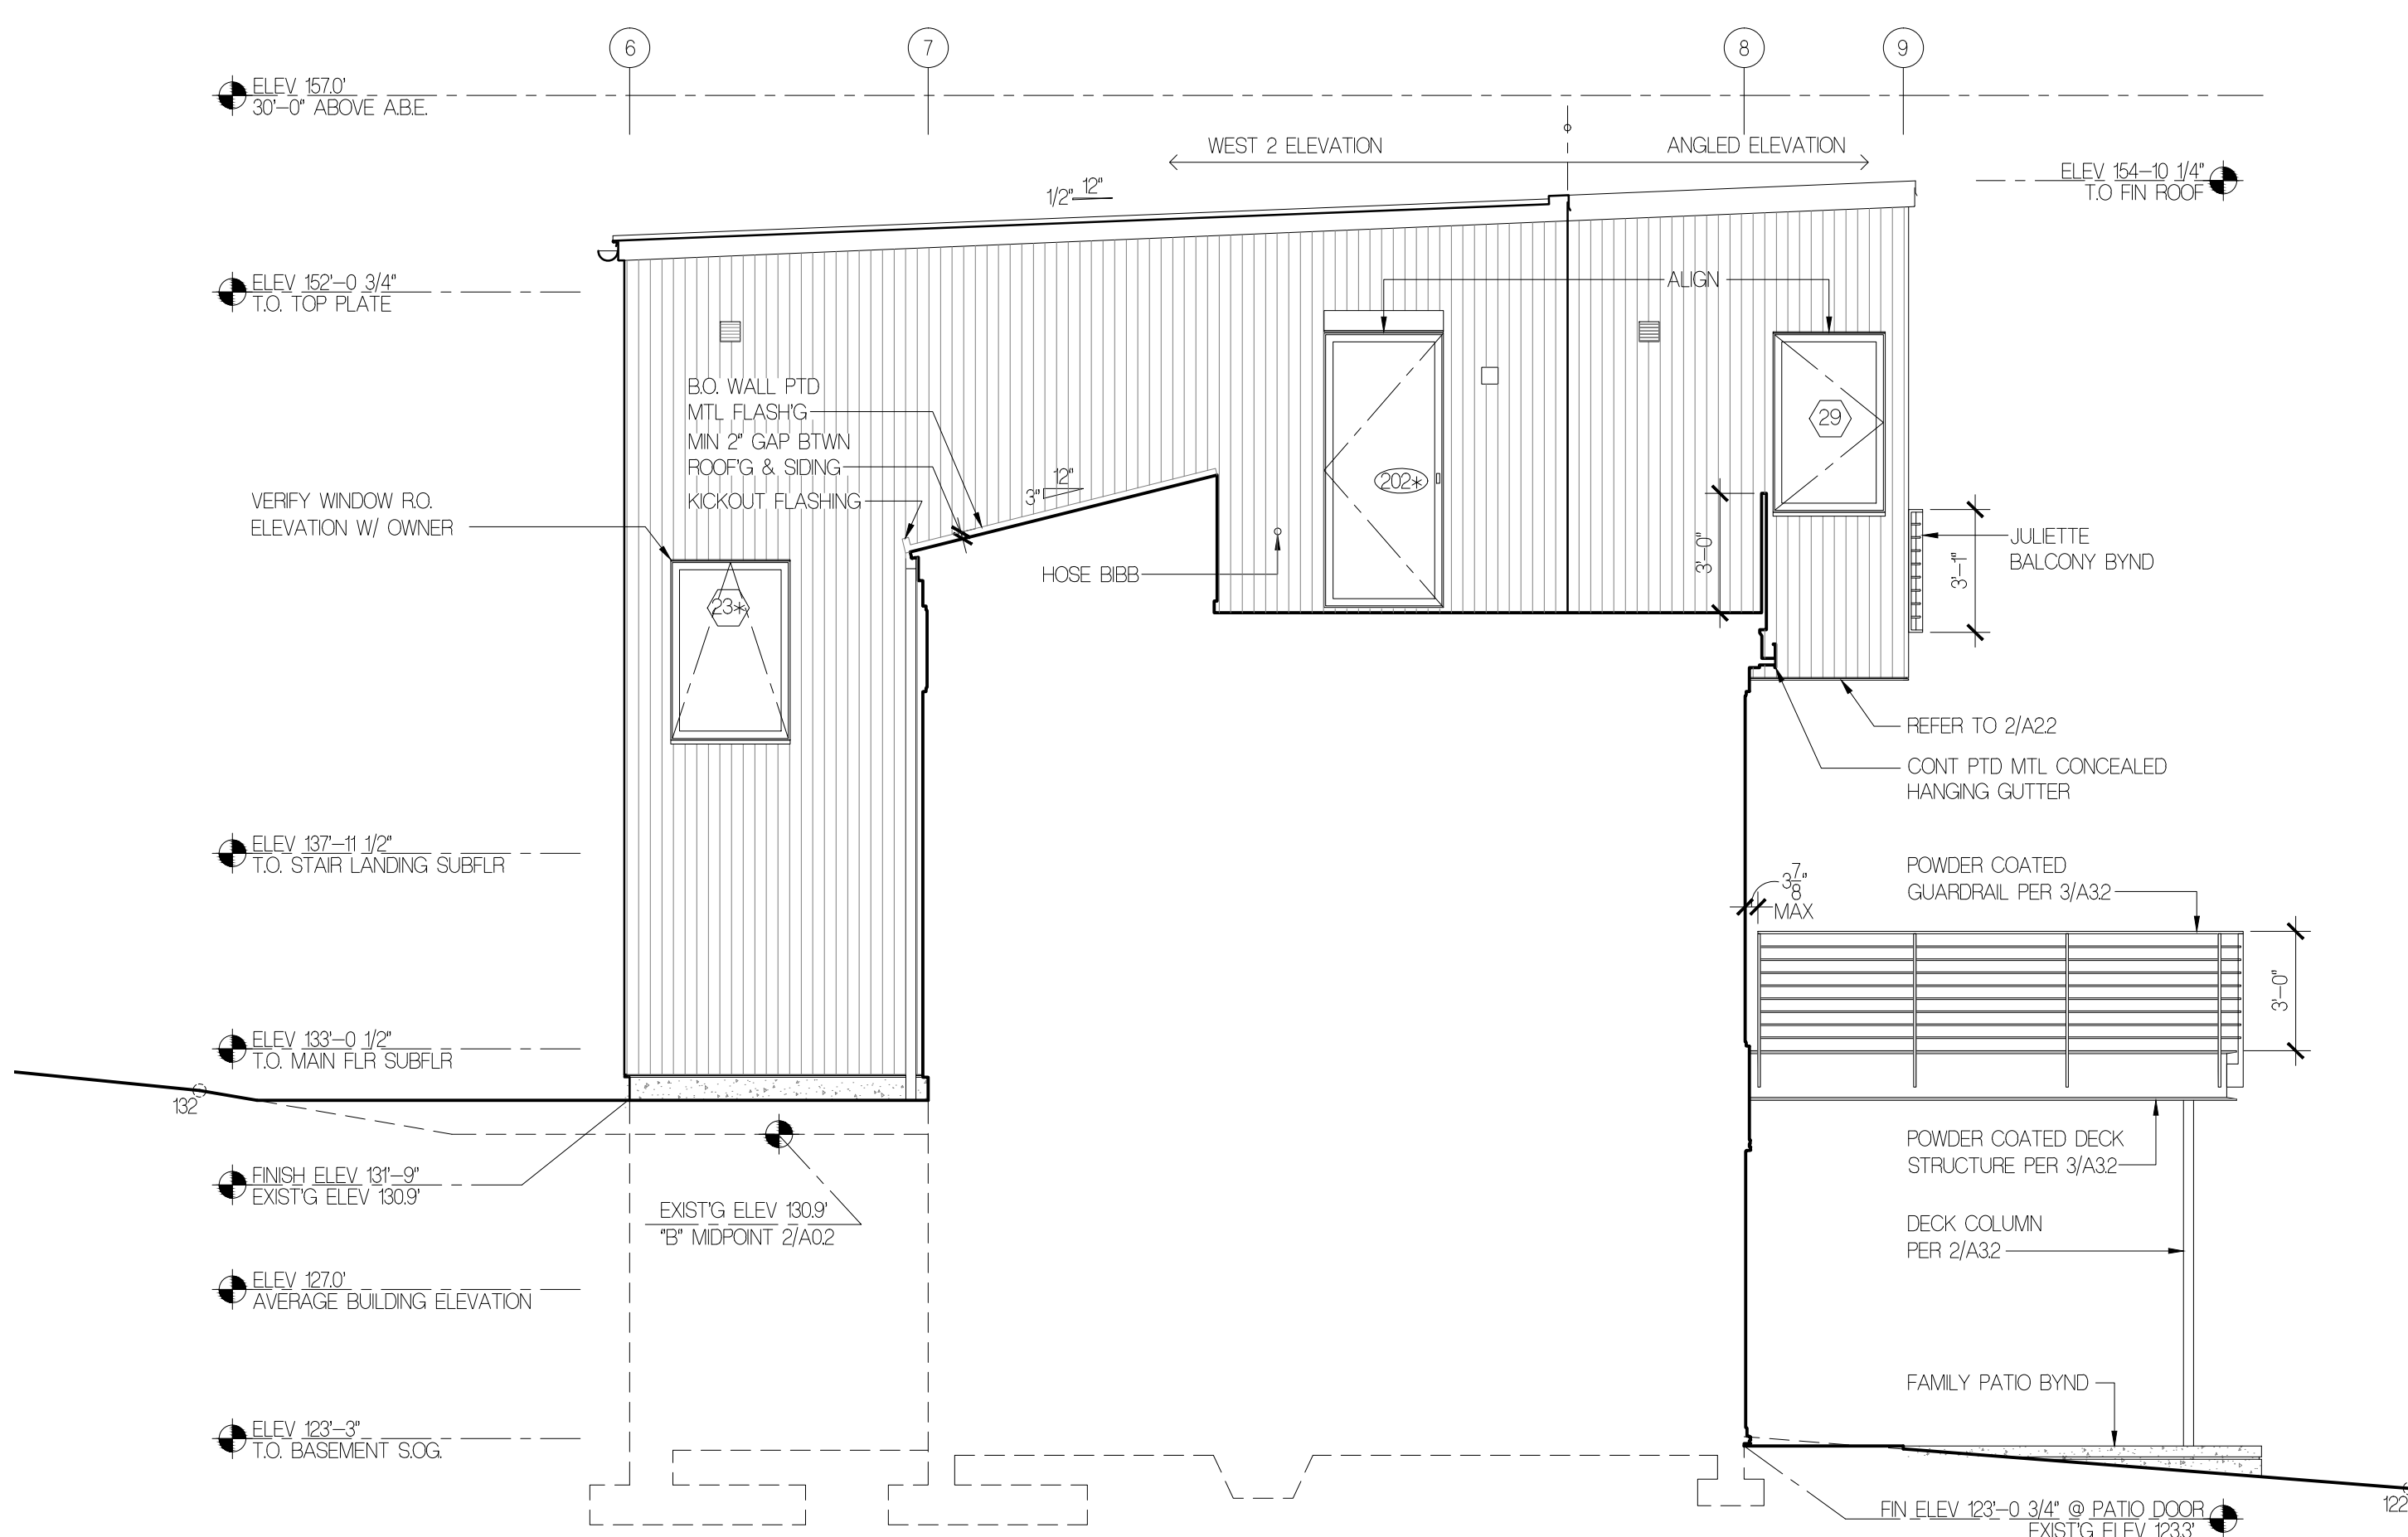 6
7
8
9
ELEV 157.0'
30'-0" ABOVE A.B.E.
WEST 2 ELEVATION
ANGLED ELEVATION
ELEV 154-10 1/4"
T.O FIN ROOF
12"
1/2"
ELEV 152'-0 3/4"
T.O. TOP PLATE
ALIGN
B.O. WALL PTD
MTL FLASH'G
MIN 2" GAP BTWN
ROOF'G & SIDING
KICKOUT FLASHING
12"
3"
202*
29
VERIFY WINDOW R.O.
ELEVATION W/ OWNER
23*
HOSE BIBB
3'-0"
3'-1"
JULIETTE
BALCONY BYND
REFER TO 2/A2.2
CONT PTD MTL CONCEALED
HANGING GUTTER
ELEV 137'-11 1/2"
T.O. STAIR LANDING SUBFLR
3 7/8"
MAX
POWDER COATED
GUARDRAIL PER 3/A3.2
3'-0"
ELEV 133'-0 1/2"
T.O. MAIN FLR SUBFLR
132
FINISH ELEV 131'-9"
EXIST'G ELEV 130.9'
EXIST'G ELEV 130.9'
"B" MIDPOINT 2/A0.2
POWDER COATED DECK
STRUCTURE PER 3/A3.2
DECK COLUMN
PER 2/A3.2
ELEV 127.0'
AVERAGE BUILDING ELEVATION
FAMILY PATIO BYND
ELEV 123'-3"
T.O. BASEMENT S.O.G.
122
FIN ELEV 123'-0 3/4" @ PATIO DOOR
EXIST'G ELEV 123.3'